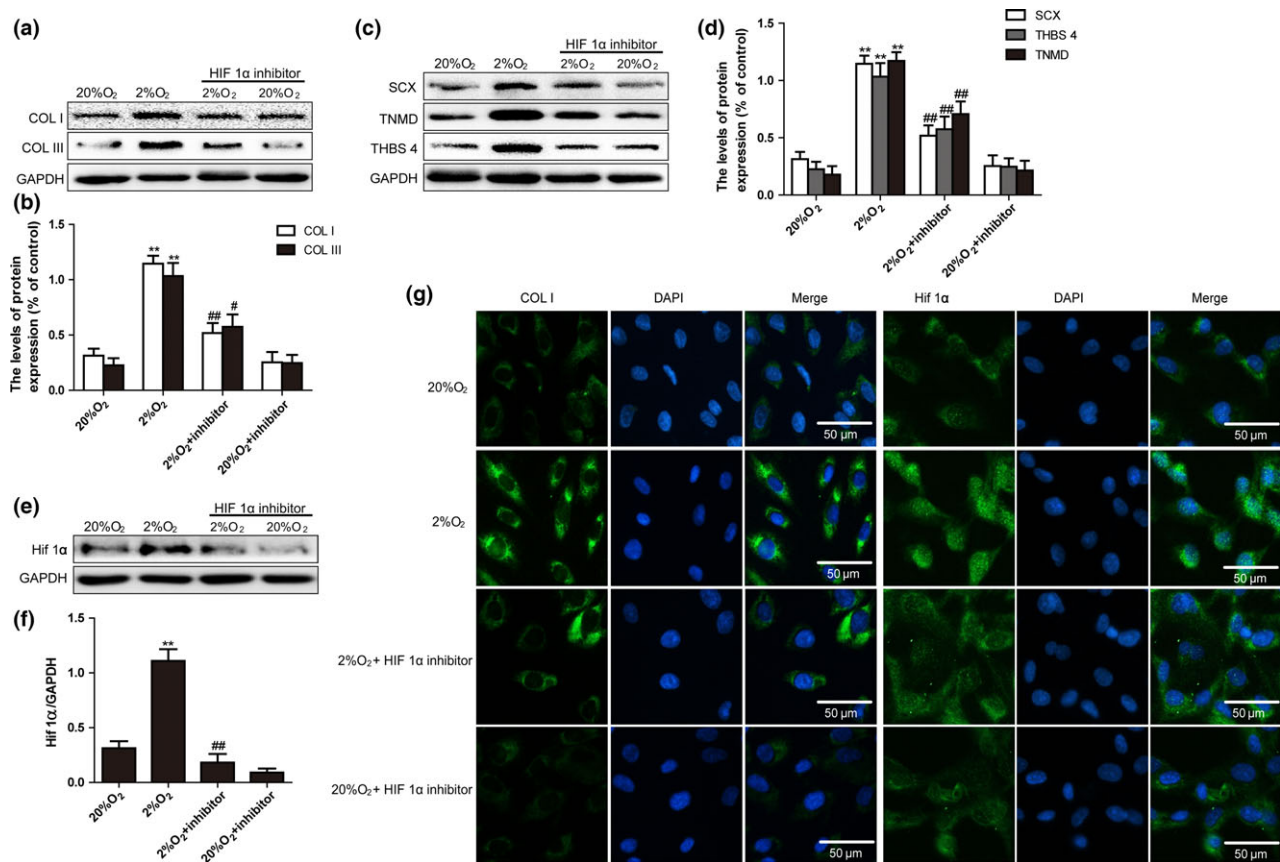 (a)
HIF 1α inhibitor
20%O2 2%O2 2%O2 20%O2
COL I
COL III
GAPDH
(b)
The levels of protein
expression (% of control)
1.5
1.0
0.5
0.0
** **
## #
COL I
COL III
20%O2
2%O2
2%O2+inhibitor
20%O2+inhibitor
(c)
HIF 1α inhibitor
20%O2 2%O2 2%O2 20%O2
SCX
TNMD
THBS 4
GAPDH
(d)
The levels of protein
expression (% of control)
1.5
1.0
0.5
0.0
** ** **
## ## ##
SCX
THBS 4
TNMD
20%O2
2%O2
2%O2+inhibitor
20%O2+inhibitor
(e)
HIF 1α inhibitor
20%O2 2%O2 2%O2 20%O2
Hif 1α
GAPDH
(f)
Hif 1α/GAPDH
1.5
1.0
0.5
0.0
**
##
20%O2
2%O2
2%O2+inhibitor
20%O2+inhibitor
(g)
COL I DAPI Merge Hif 1α DAPI Merge
20%O2
50 µm 50 µm
2%O2
50 µm 50 µm
2%O2+ HIF 1α inhibitor
50 µm 50 µm
20%O2+ HIF 1α inhibitor
50 µm 50 µm